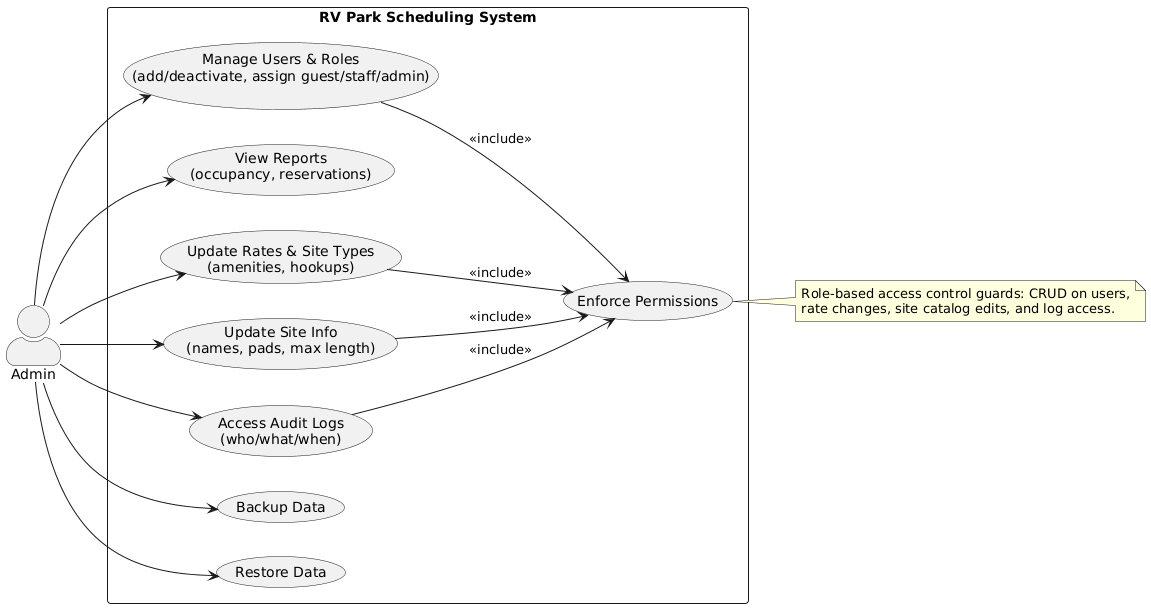 RV Park Scheduling System
Manage Users & Roles
(add/deactivate, assign guest/staff/admin)
«include»
View Reports
(occupancy, reservations)
Update Rates & Site Types
(amenities, hookups)
«include»
Enforce Permissions
Role-based access control guards: CRUD on users,
rate changes, site catalog edits, and log access.
Update Site Info
(names, pads, max length)
«include»
«include»
Admin
Access Audit Logs
(who/what/when)
Backup Data
Restore Data